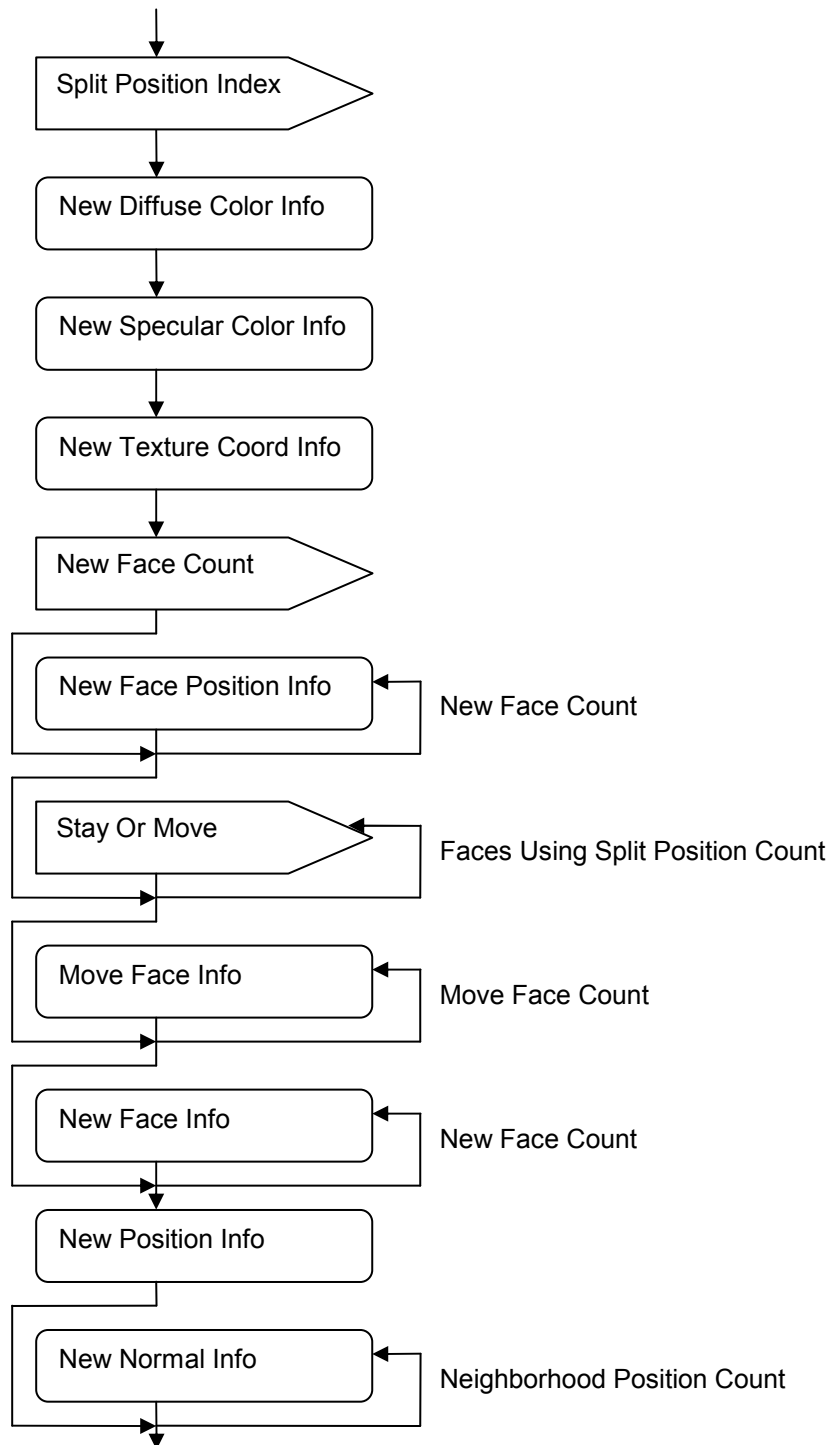 Split Position Index
New Diffuse Color Info
New Specular Color Info
New Texture Coord Info
New Face Count
New Face Position Info
New Face Count
Stay Or Move
Faces Using Split Position Count
Move Face Info
Move Face Count
New Face Info
New Face Count
New Position Info
New Normal Info
Neighborhood Position Count